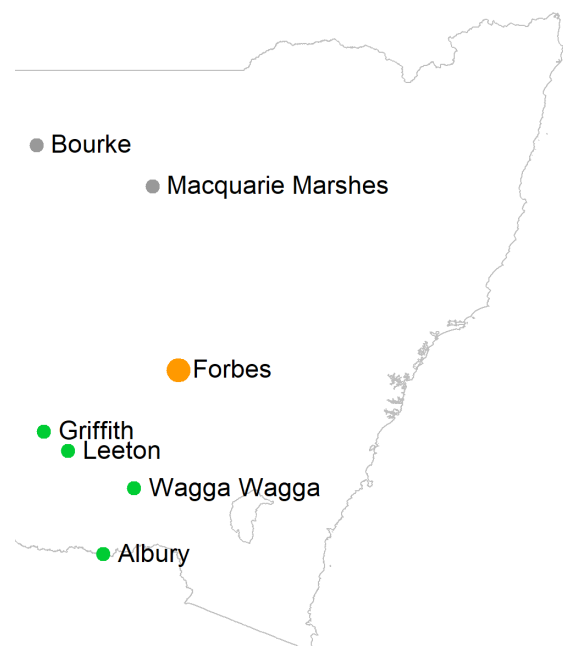 Bourke
Macquarie Marshes
Forbes
Griffith
Leeton
Wagga Wagga
Albury